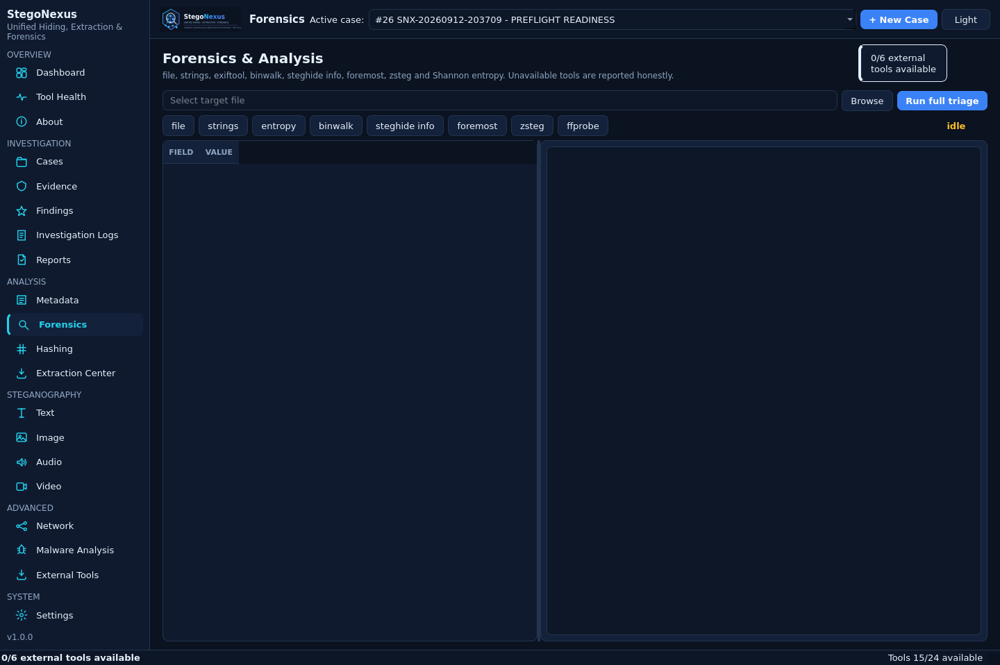 StegoNexus
Unified Hiding, Extraction &
Forensics
OVERVIEW
Dashboard
Tool Health
About
INVESTIGATION
Cases
Evidence
Findings
Investigation Logs
Reports
ANALYSIS
Metadata
Forensics
Hashing
Extraction Center
STEGANOGRAPHY
Text
Image
Audio
Video
ADVANCED
Network
Malware Analysis
External Tools
SYSTEM
Settings
v1.0.0
StegoNexus
Forensics Active case: #26 SNX-20260912-203709 - PREFLIGHT READINESS + New Case Light
Forensics & Analysis
file, strings, exiftool, binwalk, steghide info, foremost, zsteg and Shannon entropy. Unavailable tools are reported honestly.
0/6 external
tools available
Select target file Browse Run full triage
file strings entropy binwalk steghide info foremost zsteg ffprobe idle
FIELD VALUE
0/6 external tools available Tools 15/24 available